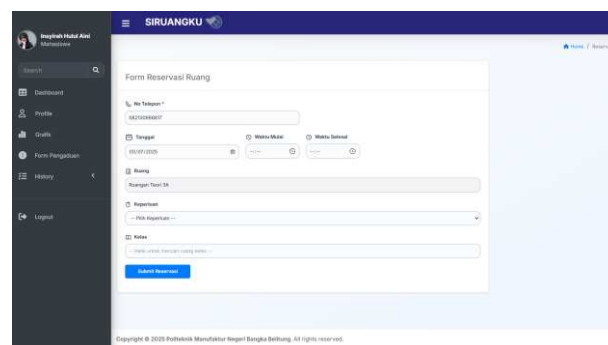 SIRUANGKU
Insyirah Hulul Aini
Mahasiswa
Home / Reserv
Search
Dashboard
Profile
Grafik
Form Pengaduan
History
Logout
Form Reservasi Ruang
No Telepon *
Tanggal
Waktu Mulai
Waktu Selesai
03/07/2025
--:--
--:--
Ruang
Ruangan Teori 3A
Keperluan
-- Pilih Keperluan --
Kelas
Submit Reservasi
Copyright © 2025 Politeknik Manufaktur Negeri Bangka Belitung. All rights reserved.